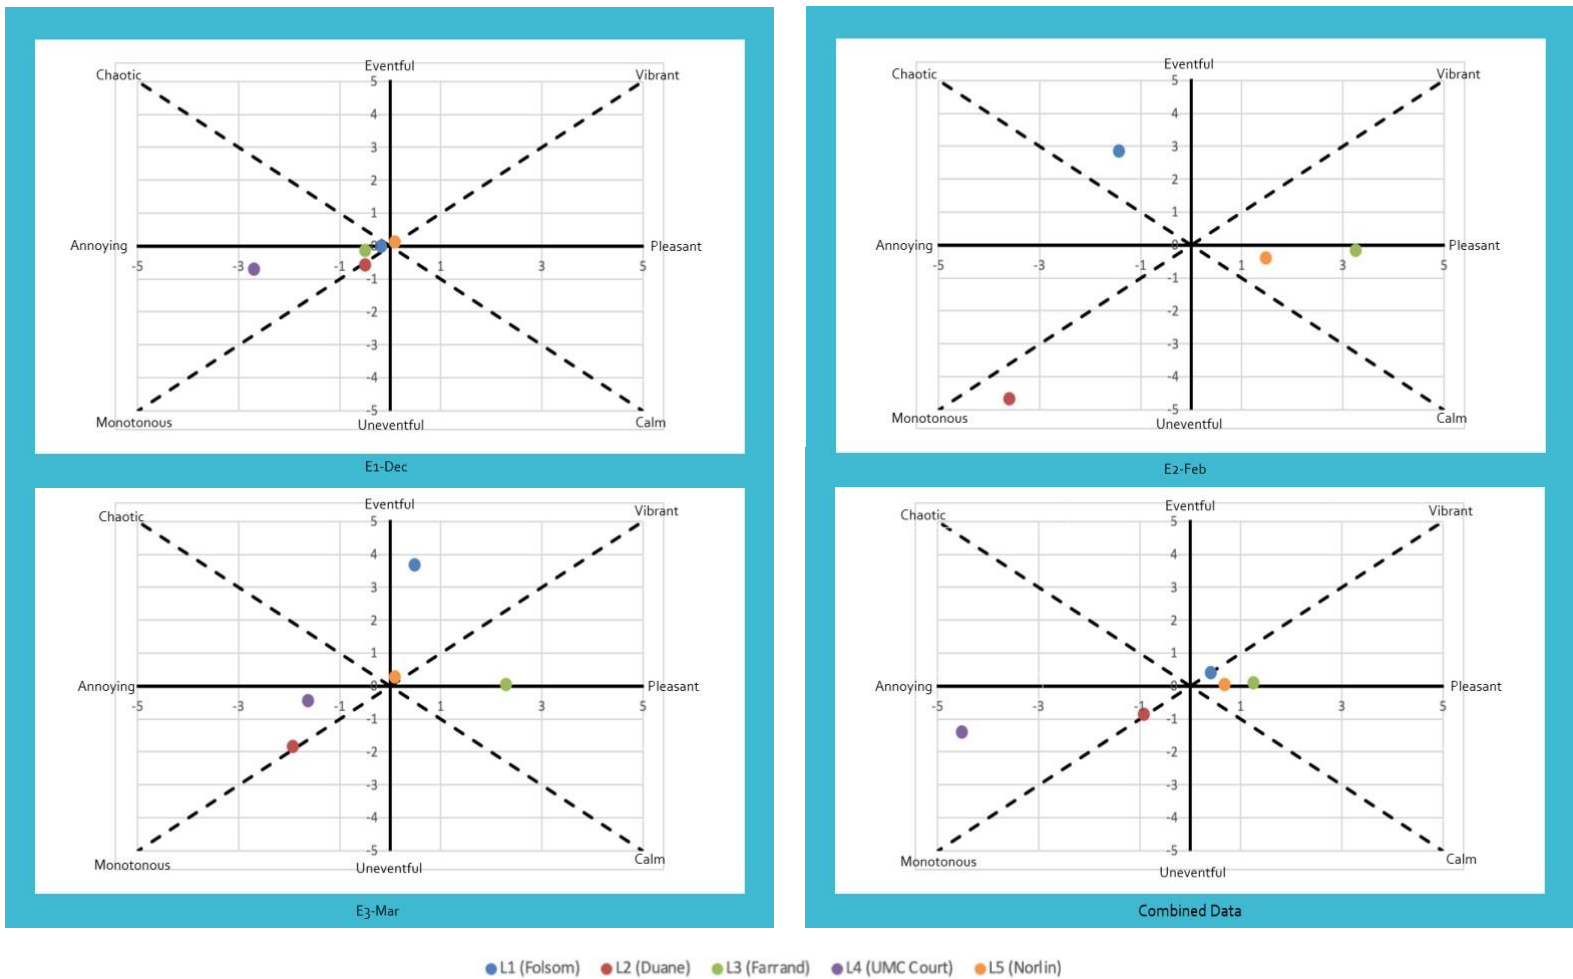 Eventful
Chaotic
Vibrant
5
4
3
2
1
Annoying
0
Pleasant
-5 -3 -1 1 3 5
-1
-2
-3
-4
-5
Monotonous
Uneventful
Calm
E1-Dec
Eventful
Chaotic
Vibrant
5
4
3
2
1
Annoying
0
Pleasant
-5 -3 -1 1 3 5
-1
-2
-3
-4
-5
Monotonous
Uneventful
Calm
E2-Feb
Eventful
Chaotic
Vibrant
5
4
3
2
1
Annoying
0
Pleasant
-5 -3 -1 1 3 5
-1
-2
-3
-4
-5
Monotonous
Uneventful
Calm
E3-Mar
Eventful
Chaotic
Vibrant
5
4
3
2
1
Annoying
0
Pleasant
-5 -3 -1 1 3 5
-1
-2
-3
-4
-5
Monotonous
Uneventful
Calm
Combined Data
L1 (Folsom) L2 (Duane) L3 (Farrand) L4 (UMC Court) L5 (Norlin)